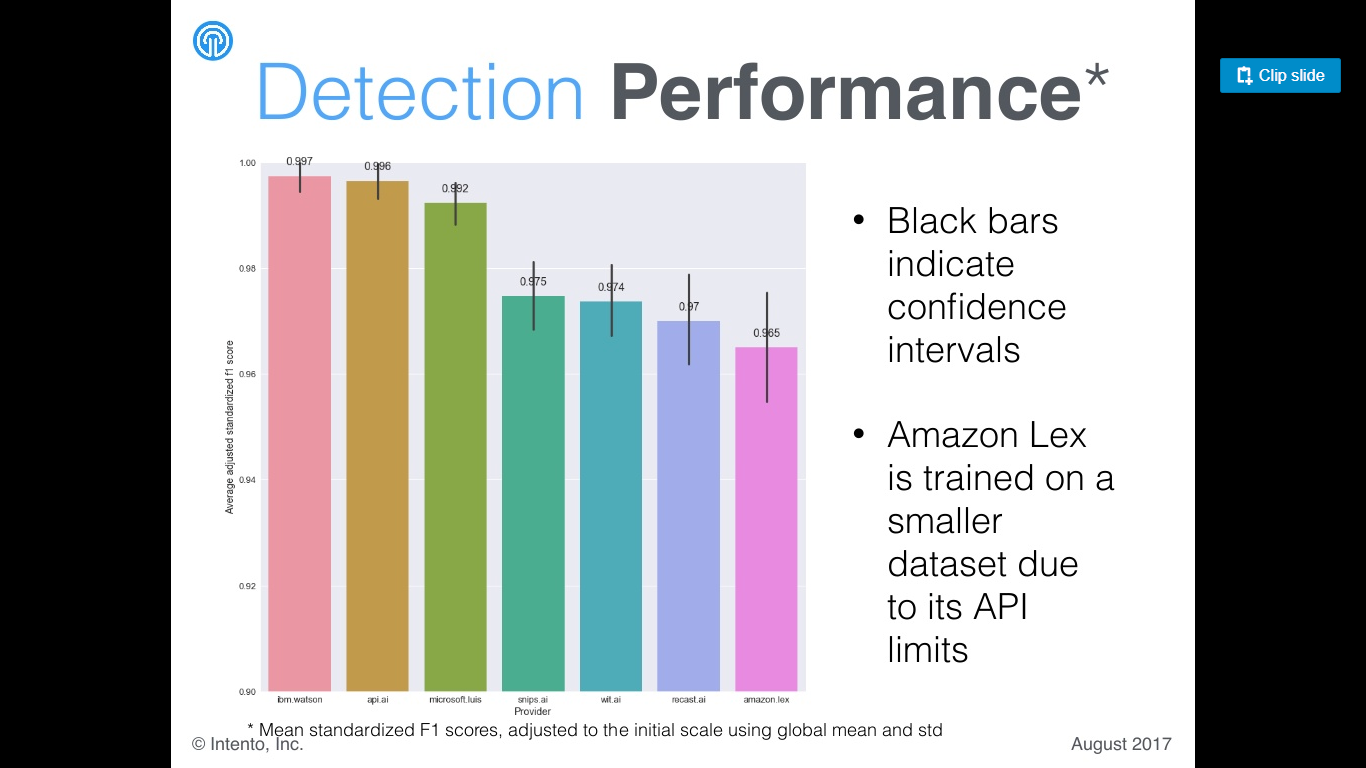 Detection Performance*
Clip slide
0.997
0.996
0.992
0.975
0.974
0.97
0.965
1.00
0.98
0.96
0.94
0.92
0.90
Average adjusted standardized f1 score
ibm.watson
api.ai
microsoft.luis
snips.ai
wit.ai
recast.ai
amazon.lex
Provider
• Black bars
indicate
confidence
intervals
• Amazon Lex
is trained on a
smaller
dataset due
to its API
limits
* Mean standardized F1 scores, adjusted to the initial scale using global mean and std
© Intento, Inc.
August 2017